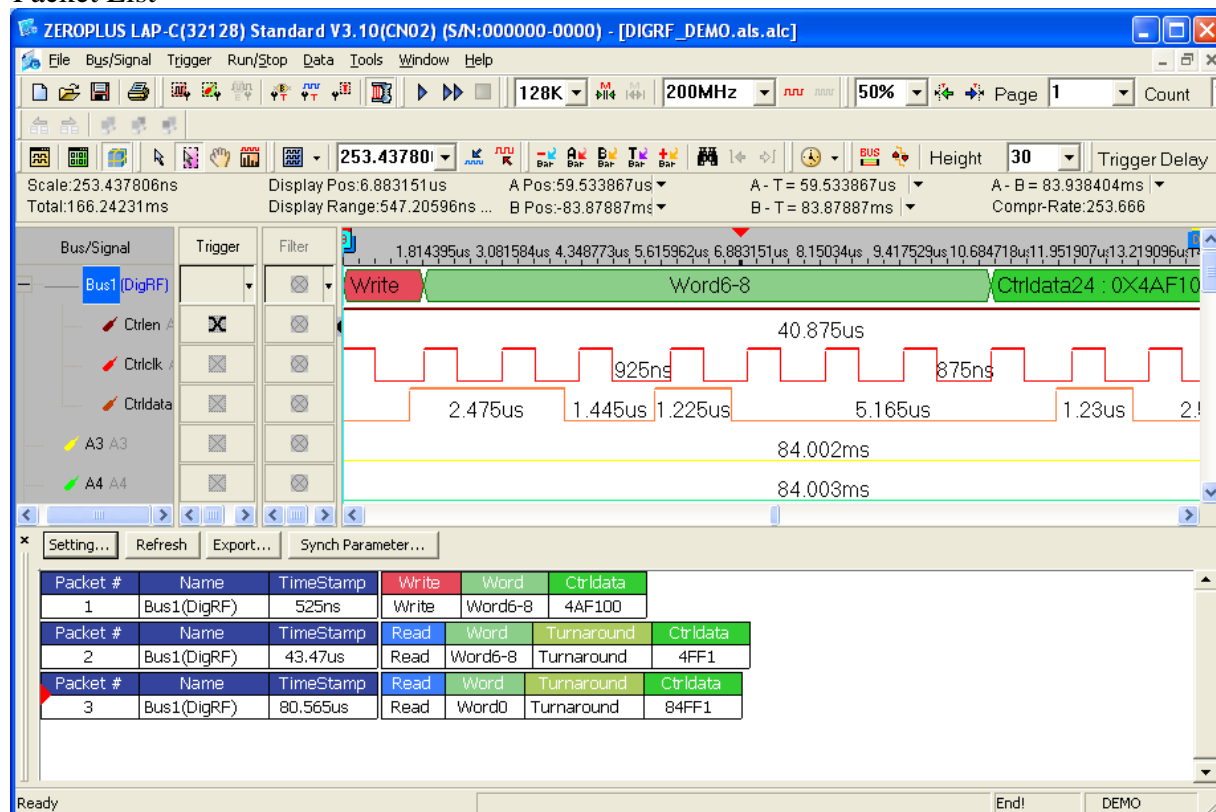 Packet List
ZEROPLUS LAP-C(32128) Standard V3.10(CN02) (S/N:000000-0000) - [DIGRF_DEMO.als.alc]
File Bus/Signal Trigger Run/Stop Data Tools Window Help
128K 200MHz 50% Page 1 Count
253.43780 Bar Bar Bar Bar Bar BUS Height 30 Trigger Delay
Scale:253.437806ns Display Pos:6.883151us A Pos:59.533867us A - T = 59.533867us A - B = 83.938404ms
Total:166.24231ms Display Range:547.20596ns ... B Pos:-83.87887ms B - T = 83.87887ms Compr-Rate:253.666
Bus/Signal Trigger Filter 1.814395us 3.081584us 4.348773us 5.615962us 6.883151us 8.15034us 9.417529us 10.684718us 11.951907us 13.219096us
Bus1 (DigRF) Write Word6-8 Ctrldata24 : 0X4AF10
Ctrlen A 40.875us
Ctrlclk 925ns 875ns
Ctrldata 2.475us 1.445us 1.225us 5.165us 1.23us
A3 A3 84.002ms
A4 A4 84.003ms
Setting... Refresh Export... Synch Parameter...
Packet # Name TimeStamp Write Word Ctrldata
1 Bus1(DigRF) 525ns Write Word6-8 4AF100
Packet # Name TimeStamp Read Word Turnaround Ctrldata
2 Bus1(DigRF) 43.47us Read Word6-8 Turnaround 4FF1
Packet # Name TimeStamp Read Word Turnaround Ctrldata
3 Bus1(DigRF) 80.565us Read Word0 Turnaround 84FF1
Ready End! DEMO